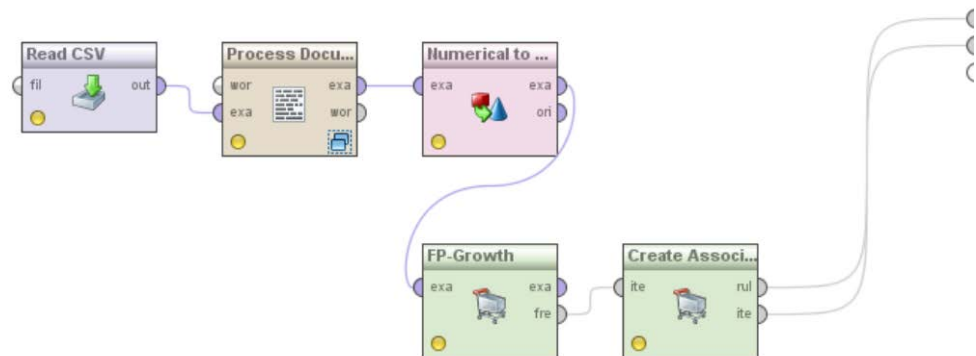 Read CSV
fil
out
Process Docu...
wor
exa
exa
wor
Numerical to ...
exa
exa
ori
FP-Growth
exa
exa
fre
Create Associ...
ite
rul
ite